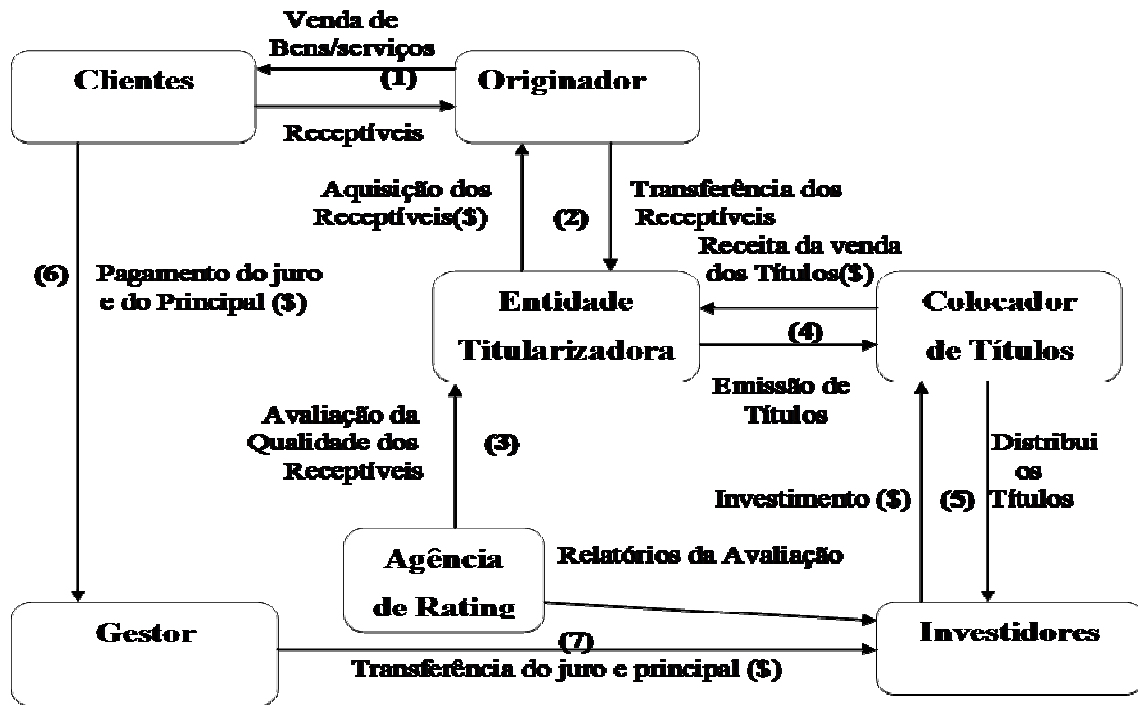 Venda de
Bens/serviços
Clientes
(1)
Originador
Receptíveis
Aquisição dos
Receptíveis($)
(2)
Transferência dos
Receptíveis
Receita da venda
dos Títulos($)
(6)
Pagamento do juro
e do Principal ($)
Entidade
Titularizadora
(4)
Colocador
de Títulos
Emissão de
Títulos
Avaliação da
Qualidade dos
Receptíveis
(3)
Distribui
os
Títulos
Investimento ($)
(5)
Agência
de Rating
Relatórios da Avaliação
Gestor
(7)
Transferência do juro e principal ($)
Investidores